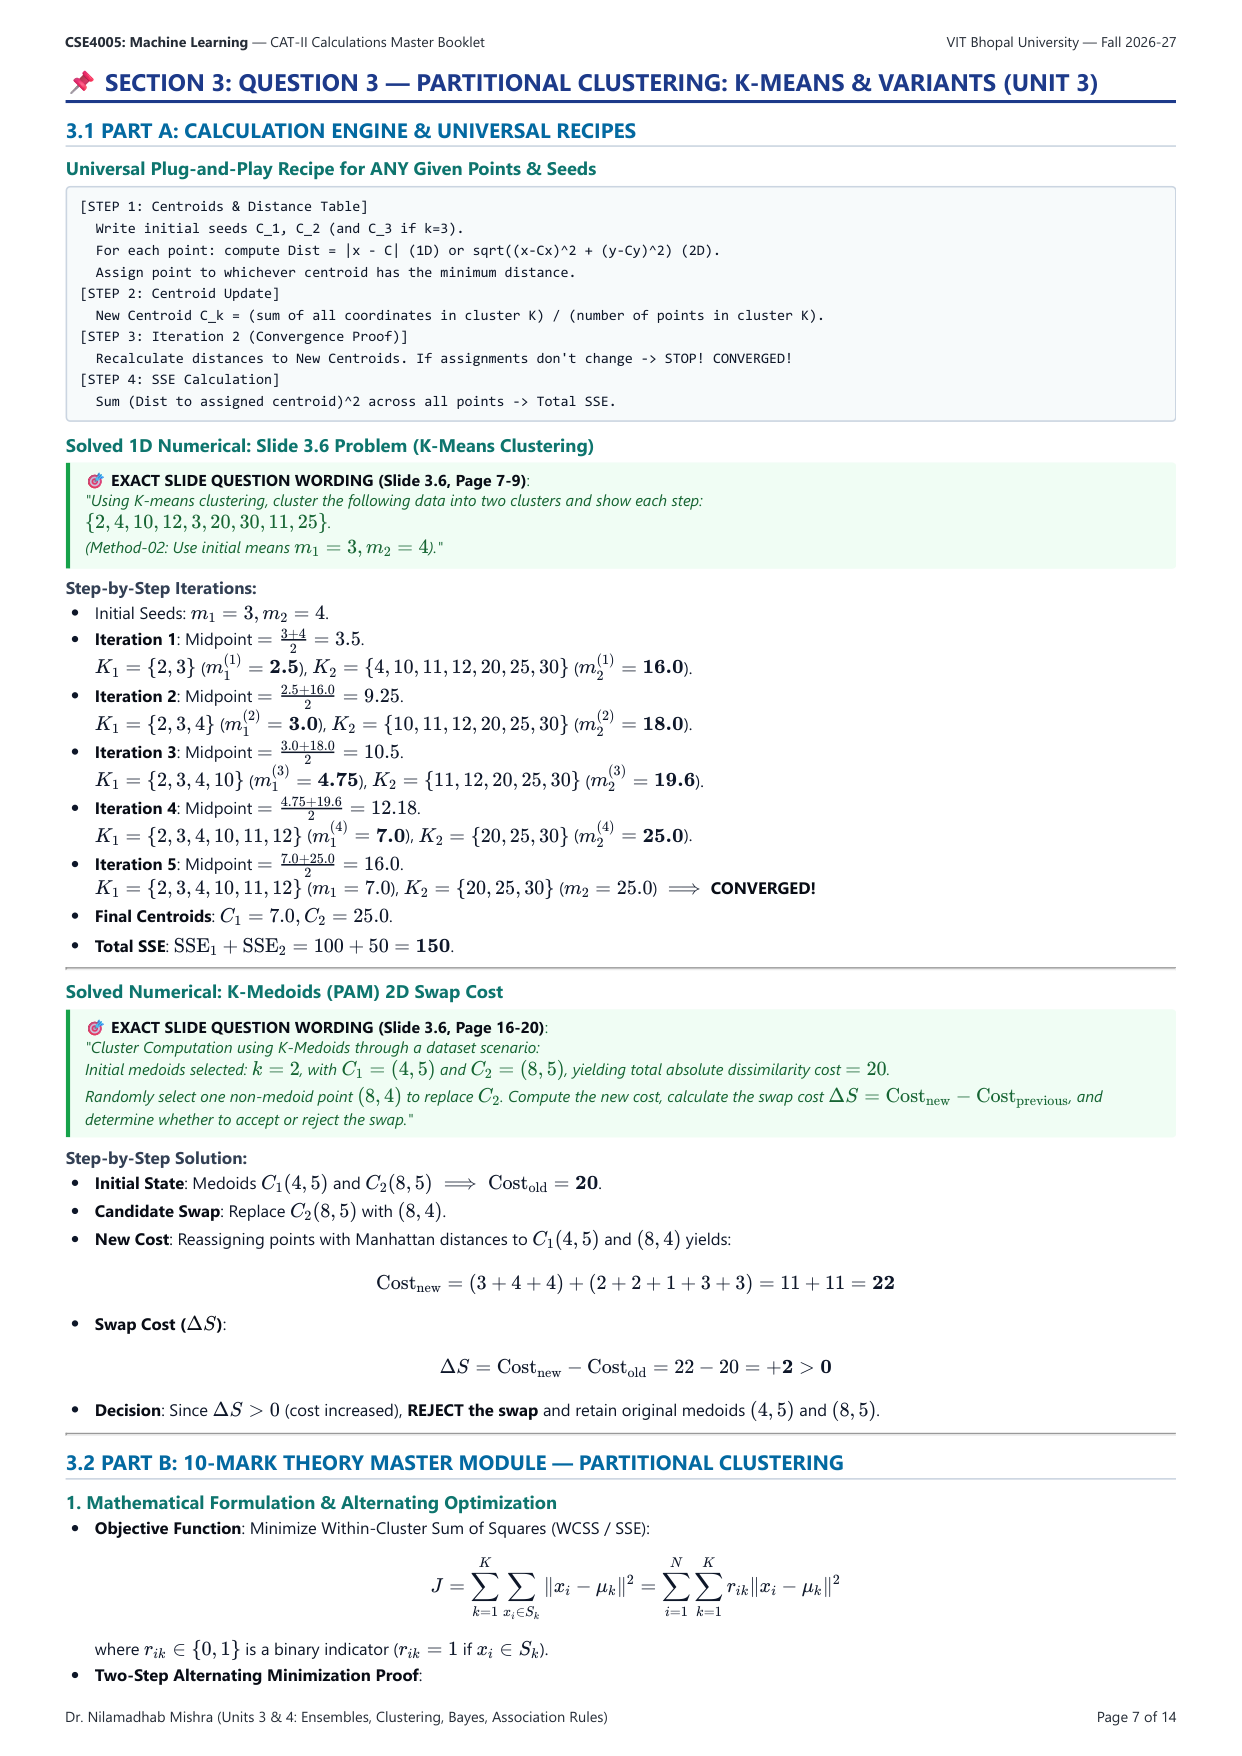 CSE4005: Machine Learning — CAT-II Calculations Master Booklet
VIT Bhopal University — Fall 2026-27
📌 SECTION 3: QUESTION 3 — PARTITIONAL CLUSTERING: K-MEANS & VARIANTS (UNIT 3)
3.1 PART A: CALCULATION ENGINE & UNIVERSAL RECIPES
Universal Plug-and-Play Recipe for ANY Given Points & Seeds
[STEP 1: Centroids & Distance Table]
Write initial seeds C_1, C_2 (and C_3 if k=3).
For each point: compute Dist = |x - C| (1D) or sqrt((x-Cx)^2 + (y-Cy)^2) (2D).
Assign point to whichever centroid has the minimum distance.
[STEP 2: Centroid Update]
New Centroid C_k = (sum of all coordinates in cluster K) / (number of points in cluster K).
[STEP 3: Iteration 2 (Convergence Proof)]
Recalculate distances to New Centroids. If assignments don't change -> STOP! CONVERGED!
[STEP 4: SSE Calculation]
Sum (Dist to assigned centroid)^2 across all points -> Total SSE.
Solved 1D Numerical: Slide 3.6 Problem (K-Means Clustering)
🎯 EXACT SLIDE QUESTION WORDING (Slide 3.6, Page 7-9):
"Using K-means clustering, cluster the following data into two clusters and show each step:
{2, 4, 10, 12, 3, 20, 30, 11, 25}.
(Method-02: Use initial means m₁ = 3, m₂ = 4)."
Step-by-Step Iterations:
• Initial Seeds: m₁ = 3, m₂ = 4.
• Iteration 1: Midpoint = (3+4)/2 = 3.5.
K₁ = {2, 3} (m₁⁽¹⁾ = 2.5), K₂ = {4, 10, 11, 12, 20, 25, 30} (m₂⁽¹⁾ = 16.0).
• Iteration 2: Midpoint = (2.5+16.0)/2 = 9.25.
K₁ = {2, 3, 4} (m₁⁽²⁾ = 3.0), K₂ = {10, 11, 12, 20, 25, 30} (m₂⁽²⁾ = 18.0).
• Iteration 3: Midpoint = (3.0+18.0)/2 = 10.5.
K₁ = {2, 3, 4, 10} (m₁⁽³⁾ = 4.75), K₂ = {11, 12, 20, 25, 30} (m₂⁽³⁾ = 19.6).
• Iteration 4: Midpoint = (4.75+19.6)/2 = 12.18.
K₁ = {2, 3, 4, 10, 11, 12} (m₁⁽⁴⁾ = 7.0), K₂ = {20, 25, 30} (m₂⁽⁴⁾ = 25.0).
• Iteration 5: Midpoint = (7.0+25.0)/2 = 16.0.
K₁ = {2, 3, 4, 10, 11, 12} (m₁ = 7.0), K₂ = {20, 25, 30} (m₂ = 25.0) ⟹ CONVERGED!
• Final Centroids: C₁ = 7.0, C₂ = 25.0.
• Total SSE: SSE₁ + SSE₂ = 100 + 50 = 150.
Solved Numerical: K-Medoids (PAM) 2D Swap Cost
🎯 EXACT SLIDE QUESTION WORDING (Slide 3.6, Page 16-20):
"Cluster Computation using K-Medoids through a dataset scenario:
Initial medoids selected: k = 2, with C₁ = (4, 5) and C₂ = (8, 5), yielding total absolute dissimilarity cost = 20.
Randomly select one non-medoid point (8, 4) to replace C₂. Compute the new cost, calculate the swap cost ΔS = Cost_new − Cost_previous, and
determine whether to accept or reject the swap."
Step-by-Step Solution:
• Initial State: Medoids C₁(4, 5) and C₂(8, 5) ⟹ Cost_old = 20.
• Candidate Swap: Replace C₂(8, 5) with (8, 4).
• New Cost: Reassigning points with Manhattan distances to C₁(4, 5) and (8, 4) yields:
Cost_new = (3 + 4 + 4) + (2 + 2 + 1 + 3 + 3) = 11 + 11 = 22
• Swap Cost (ΔS):
ΔS = Cost_new − Cost_old = 22 − 20 = +2 > 0
• Decision: Since ΔS > 0 (cost increased), REJECT the swap and retain original medoids (4, 5) and (8, 5).
3.2 PART B: 10-MARK THEORY MASTER MODULE — PARTITIONAL CLUSTERING
1. Mathematical Formulation & Alternating Optimization
• Objective Function: Minimize Within-Cluster Sum of Squares (WCSS / SSE):
J = ∑_{k=1}^{K} ∑_{x_i∈S_k} ‖x_i − μ_k‖² = ∑_{i=1}^{N} ∑_{k=1}^{K} r_{ik}‖x_i − μ_k‖²
where r_{ik} ∈ {0, 1} is a binary indicator (r_{ik} = 1 if x_i ∈ S_k).
• Two-Step Alternating Minimization Proof:
Dr. Nilamadhab Mishra (Units 3 & 4: Ensembles, Clustering, Bayes, Association Rules)
Page 7 of 14